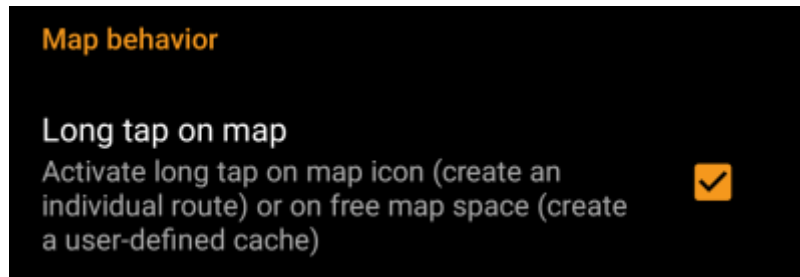 Map behavior
Long tap on map
Activate long tap on map icon (create an
individual route) or on free map space (create
a user-defined cache)